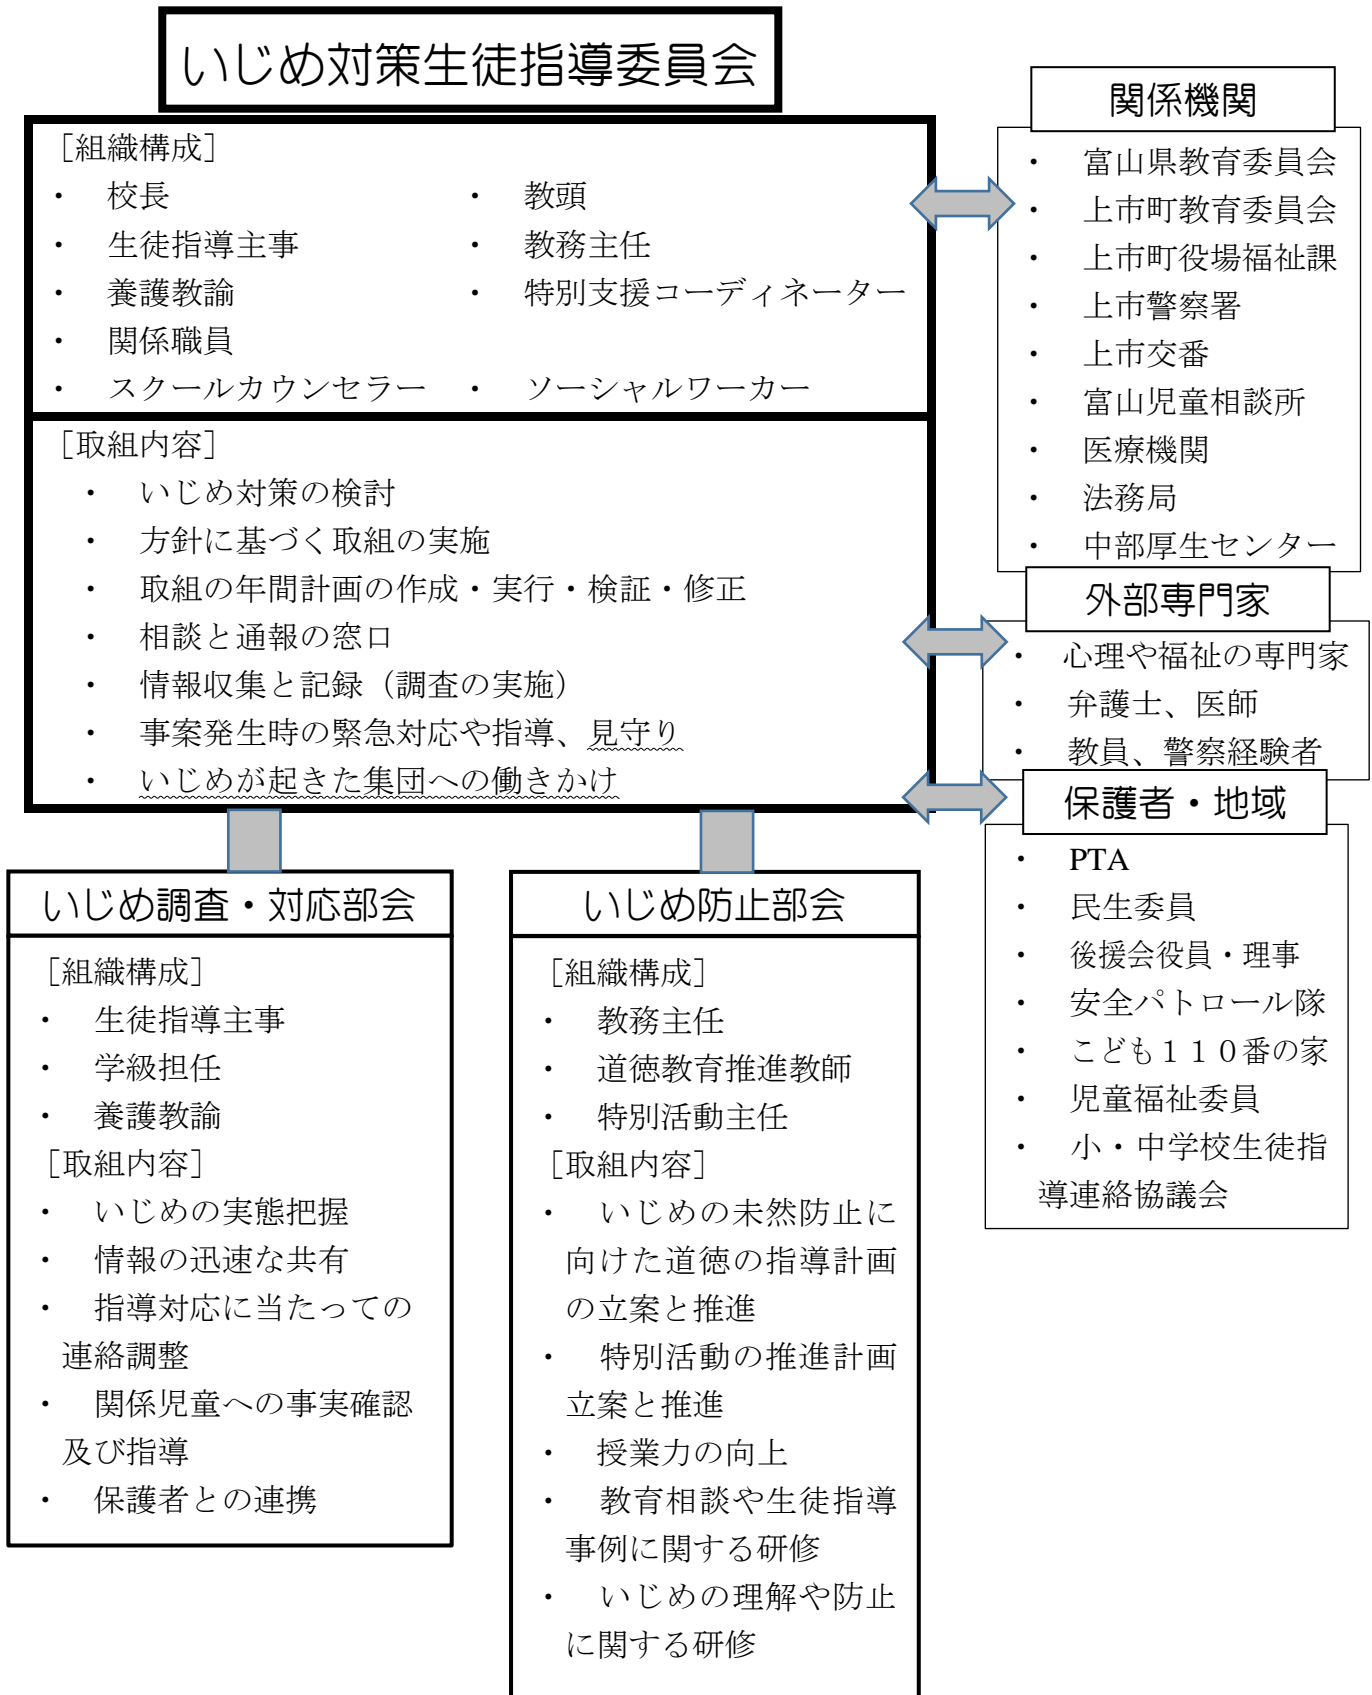 いじめ対策生徒指導委員会
［組織構成］
・　校長　・　教頭
・　生徒指導主事　・　教務主任
・　養護教諭　・　特別支援コーディネーター
・　関係職員
・　スクールカウンセラー　・　ソーシャルワーカー
［取組内容］
・　いじめ対策の検討
・　方針に基づく取組の実施
・　取組の年間計画の作成・実行・検証・修正
・　相談と通報の窓口
・　情報収集と記録（調査の実施）
・　事案発生時の緊急対応や指導、見守り
・　いじめが起きた集団への働きかけ
関係機関
・　富山県教育委員会
・　上市町教育委員会
・　上市町役場福祉課
・　上市警察署
・　上市交番
・　富山児童相談所
・　医療機関
・　法務局
・　中部厚生センター
外部専門家
・　心理や福祉の専門家
・　弁護士、医師
・　教員、警察経験者
保護者・地域
・　PTA
・　民生委員
・　後援会役員・理事
・　安全パトロール隊
・　こども１１０番の家
・　児童福祉委員
・　小・中学校生徒指
導連絡協議会
いじめ調査・対応部会
［組織構成］
・　生徒指導主事
・　学級担任
・　養護教諭
［取組内容］
・　いじめの実態把握
・　情報の迅速な共有
・　指導対応に当たっての
連絡調整
・　関係児童への事実確認
及び指導
・　保護者との連携
いじめ防止部会
［組織構成］
・　教務主任
・　道徳教育推進教師
・　特別活動主任
［取組内容］
・　いじめの未然防止に
向けた道徳の指導計画
の立案と推進
・　特別活動の推進計画
立案と推進
・　授業力の向上
・　教育相談や生徒指導
事例に関する研修
・　いじめの理解や防止
に関する研修